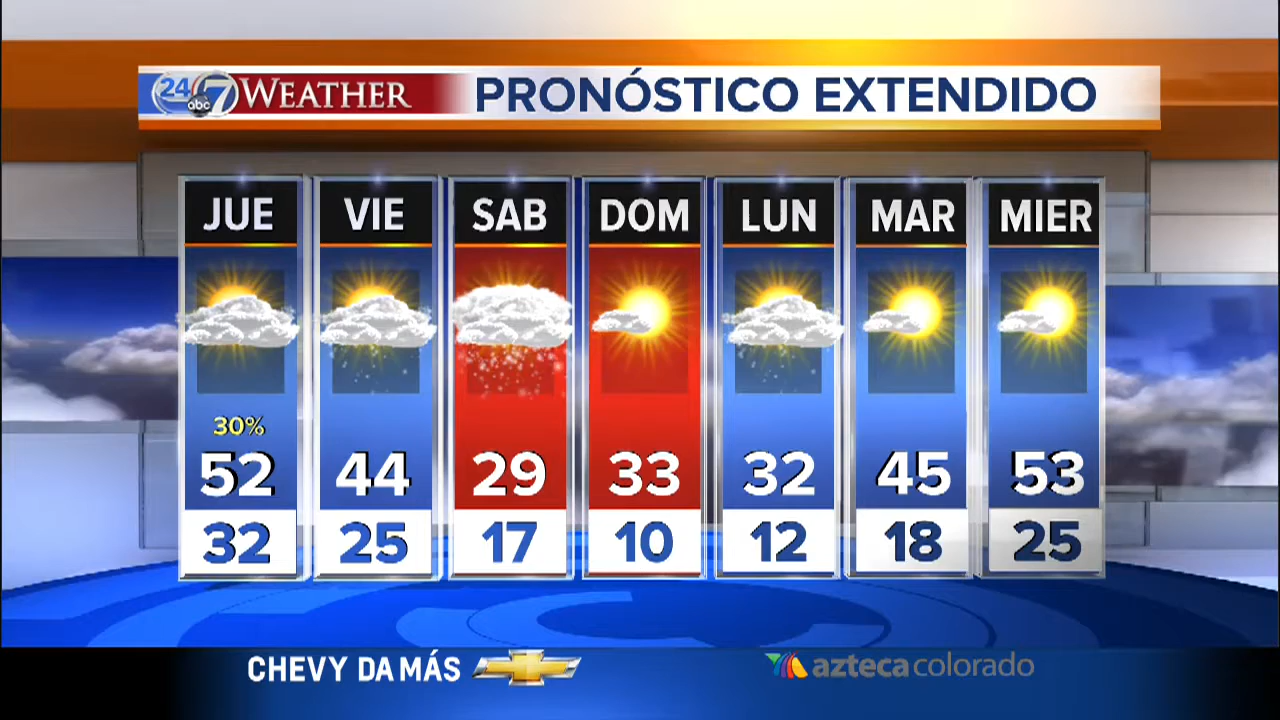 24 7 abc WEATHER PRONÓSTICO EXTENDIDO
JUE VIE SAB DOM LUN MAR MIER
30%
52 44 29 33 32 45 53
32 25 17 10 12 18 25
CHEVY DA MÁS azteca colorado